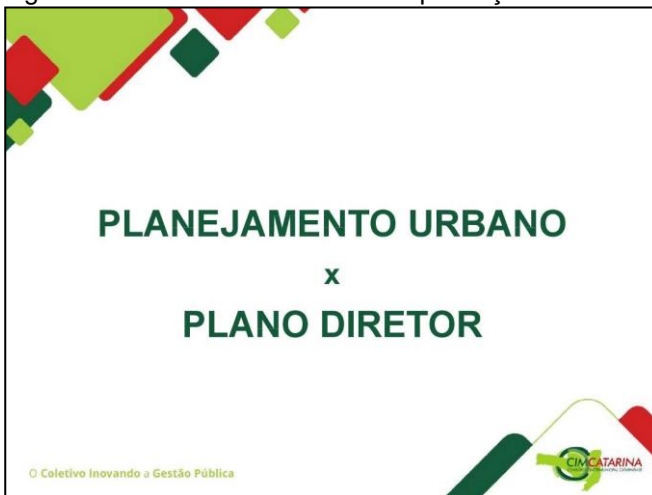 PLANEJAMENTO URBANO
x
PLANO DIRETOR
O Coletivo Inovando a Gestão Pública
CIMCATARINA